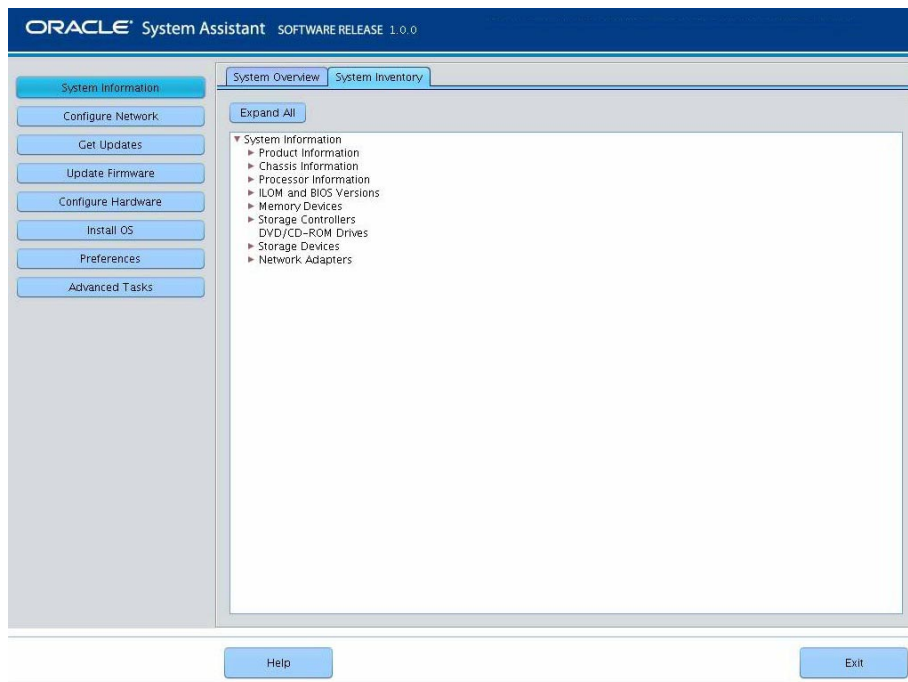 ORACLE® System Assistant SOFTWARE RELEASE 1.0.0
System Information
Configure Network
Get Updates
Update Firmware
Configure Hardware
Install OS
Preferences
Advanced Tasks
System Overview
System Inventory
Expand All
System Information
Product Information
Chassis Information
Processor Information
ILOM and BIOS Versions
Memory Devices
Storage Controllers
DVD/CD-ROM Drives
Storage Devices
Network Adapters
Help
Exit